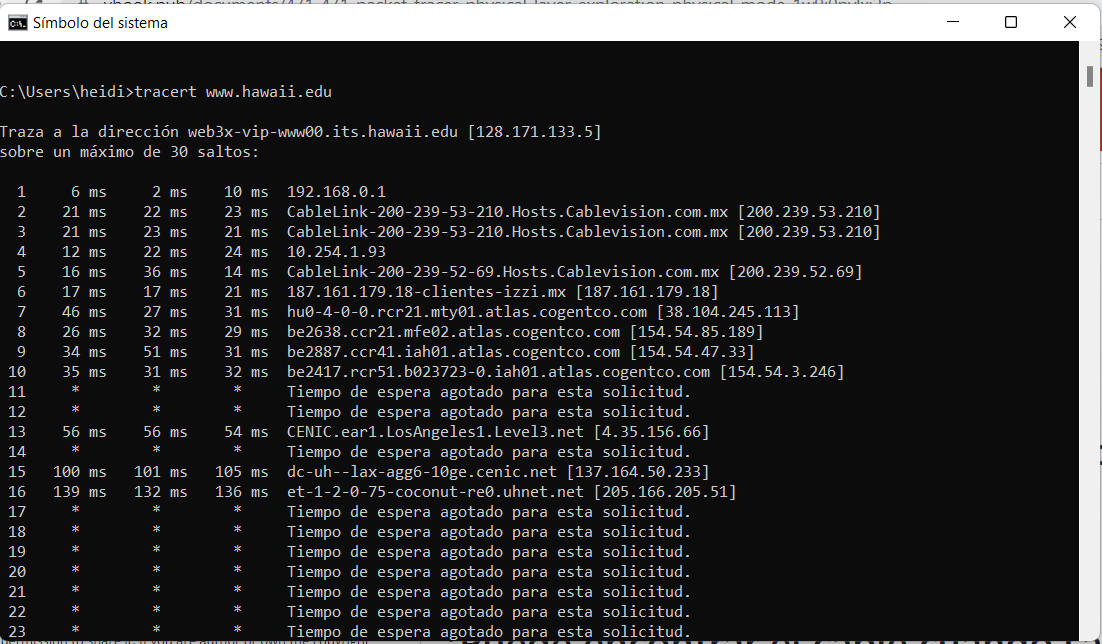 Símbolo del sistema
C:\Users\heidi>tracert www.hawaii.edu
Traza a la dirección web3x-vip-www00.its.hawaii.edu [128.171.133.5]
sobre un máximo de 30 saltos:
1 6 ms 2 ms 10 ms 192.168.0.1
2 21 ms 22 ms 23 ms CableLink-200-239-53-210.Hosts.Cablevision.com.mx [200.239.53.210]
3 21 ms 23 ms 21 ms CableLink-200-239-53-210.Hosts.Cablevision.com.mx [200.239.53.210]
4 12 ms 22 ms 24 ms 10.254.1.93
5 16 ms 36 ms 14 ms CableLink-200-239-52-69.Hosts.Cablevision.com.mx [200.239.52.69]
6 17 ms 17 ms 21 ms 187.161.179.18-clientes-izzi.mx [187.161.179.18]
7 46 ms 27 ms 31 ms hu0-4-0-0.rcr21.mty01.atlas.cogentco.com [38.104.245.113]
8 26 ms 32 ms 29 ms be2638.ccr21.mfe02.atlas.cogentco.com [154.54.85.189]
9 34 ms 51 ms 31 ms be2887.ccr41.iah01.atlas.cogentco.com [154.54.47.33]
10 35 ms 31 ms 32 ms be2417.rcr51.b023723-0.iah01.atlas.cogentco.com [154.54.3.246]
11 * * * Tiempo de espera agotado para esta solicitud.
12 * * * Tiempo de espera agotado para esta solicitud.
13 56 ms 56 ms 54 ms CENIC.ear1.LosAngeles1.Level3.net [4.35.156.66]
14 * * * Tiempo de espera agotado para esta solicitud.
15 100 ms 101 ms 105 ms dc-uh--lax-agg6-10ge.cenic.net [137.164.50.233]
16 139 ms 132 ms 136 ms et-1-2-0-75-coconut-re0.uhnet.net [205.166.205.51]
17 * * * Tiempo de espera agotado para esta solicitud.
18 * * * Tiempo de espera agotado para esta solicitud.
19 * * * Tiempo de espera agotado para esta solicitud.
20 * * * Tiempo de espera agotado para esta solicitud.
21 * * * Tiempo de espera agotado para esta solicitud.
22 * * * Tiempo de espera agotado para esta solicitud.
23 * * * Tiempo de espera agotado para esta solicitud.